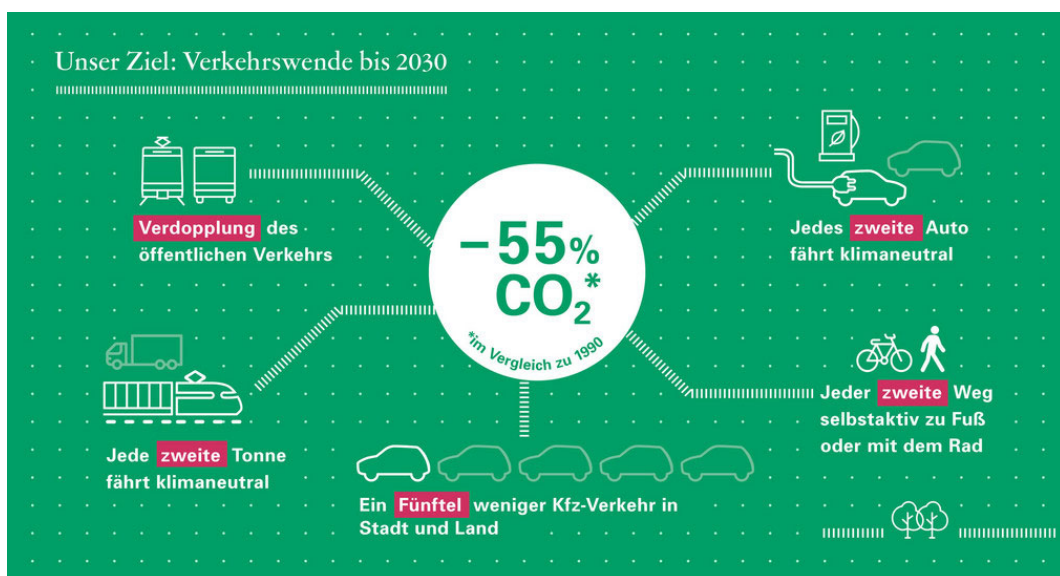 Unser Ziel: Verkehrswende bis 2030
Verdopplung des
öffentlichen Verkehrs
Jedes zweite Auto
fährt klimaneutral
– 55%
CO₂*
*im Vergleich zu 1990
Jede zweite Tonne
fährt klimaneutral
Jeder zweite Weg
selbstaktiv zu Fuß
oder mit dem Rad
Ein Fünftel weniger Kfz-Verkehr in
Stadt und Land